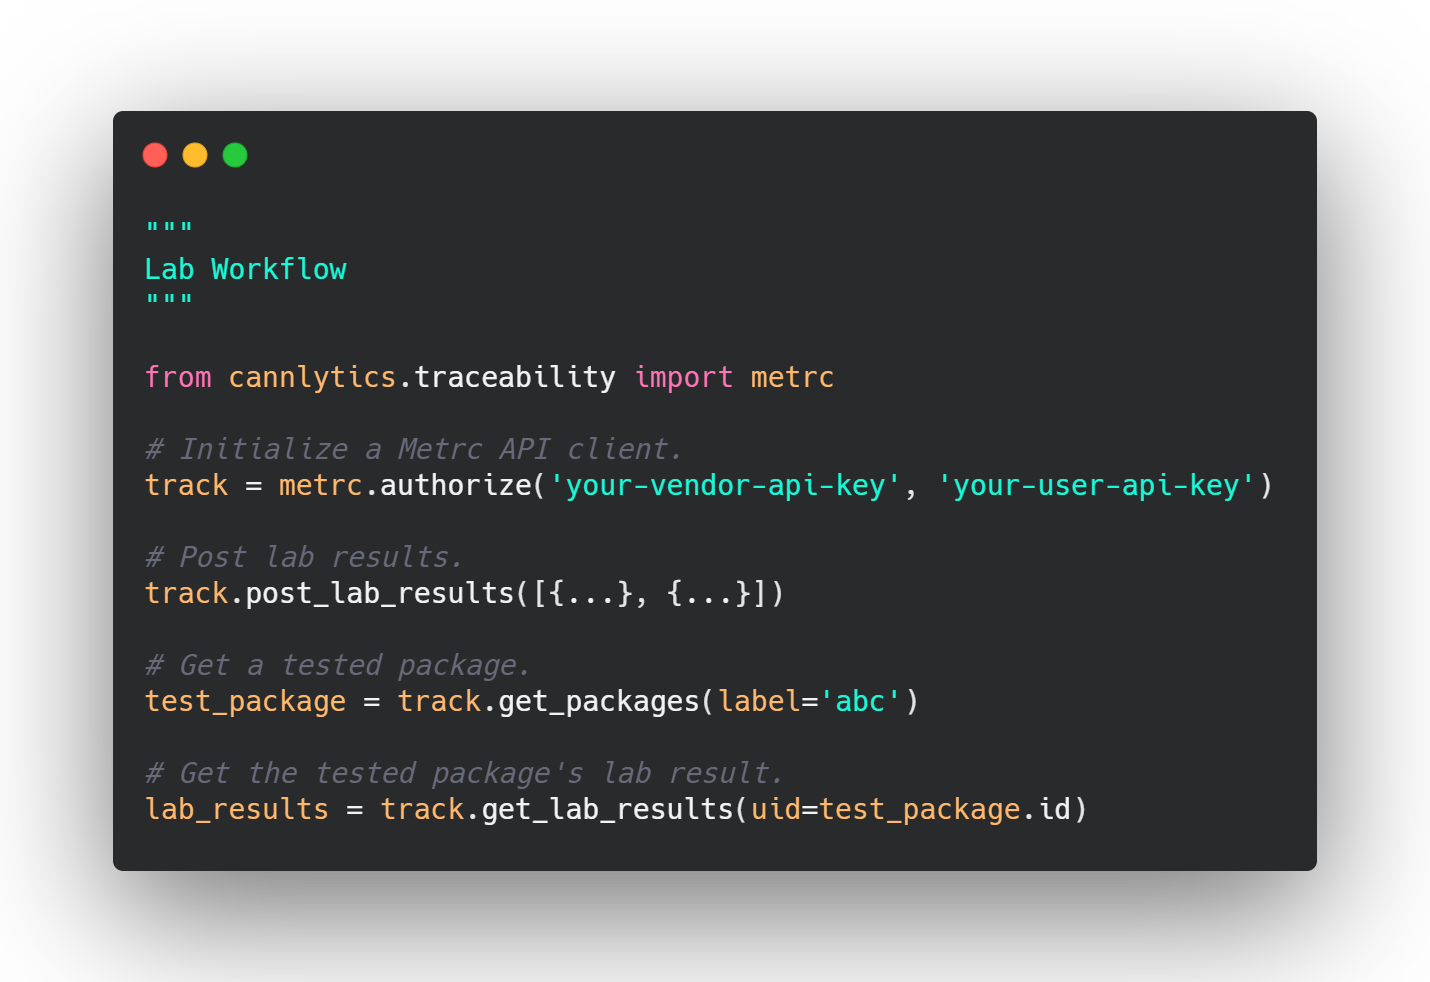 """
Lab Workflow
"""
from cannlytics.traceability import metrc
# Initialize a Metrc API client.
track = metrc.authorize('your-vendor-api-key', 'your-user-api-key')
# Post lab results.
track.post_lab_results([{...}, {...}])
# Get a tested package.
test_package = track.get_packages(label='abc')
# Get the tested package's lab result.
lab_results = track.get_lab_results(uid=test_package.id)